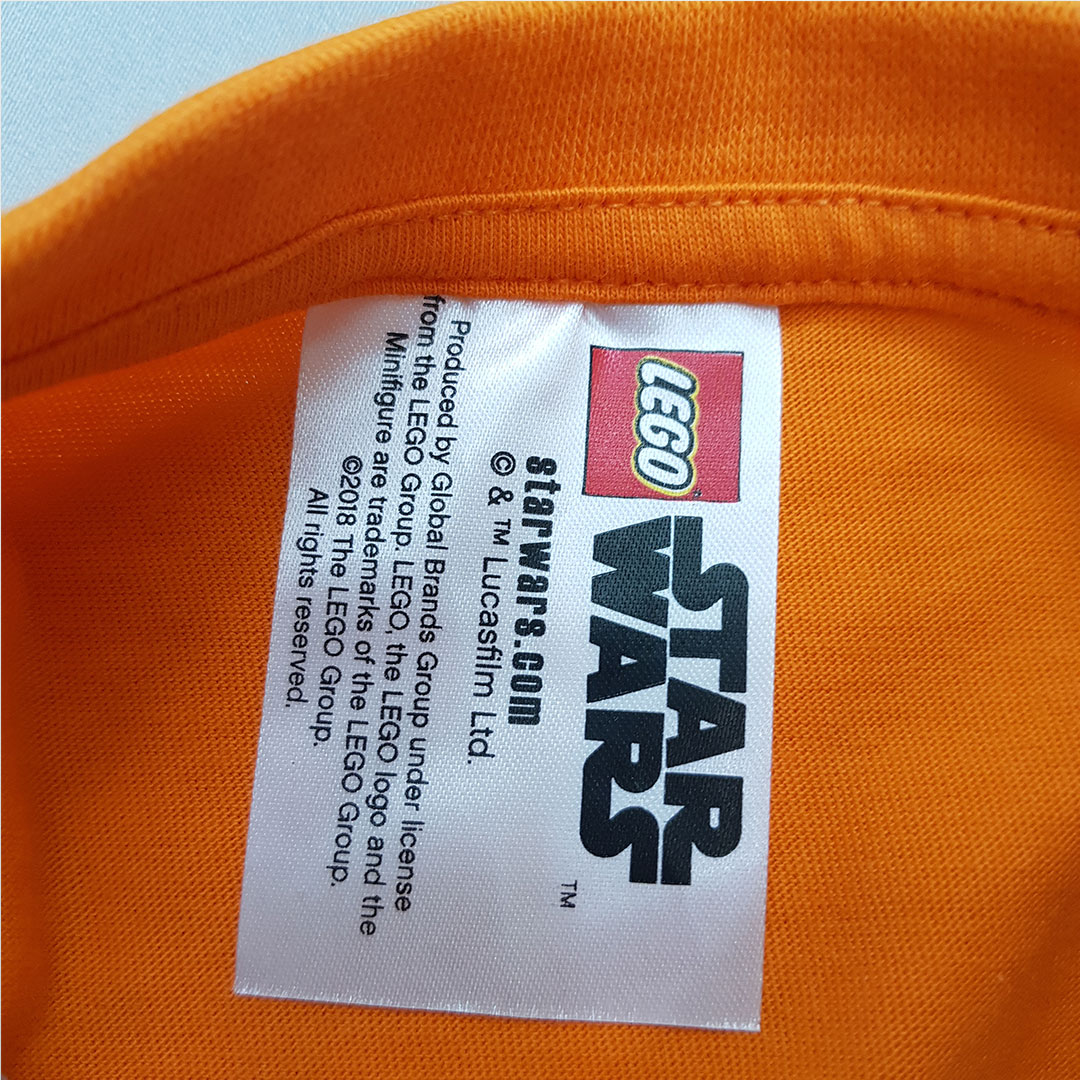 LEGO
STAR
WARS
TM
starwars.com
© & ™ Lucasfilm Ltd.
Produced by Global Brands Group under license
from the LEGO Group. LEGO, the LEGO logo and the
Minifigure are trademarks of the LEGO Group.
©2018 The LEGO Group.
All rights reserved.